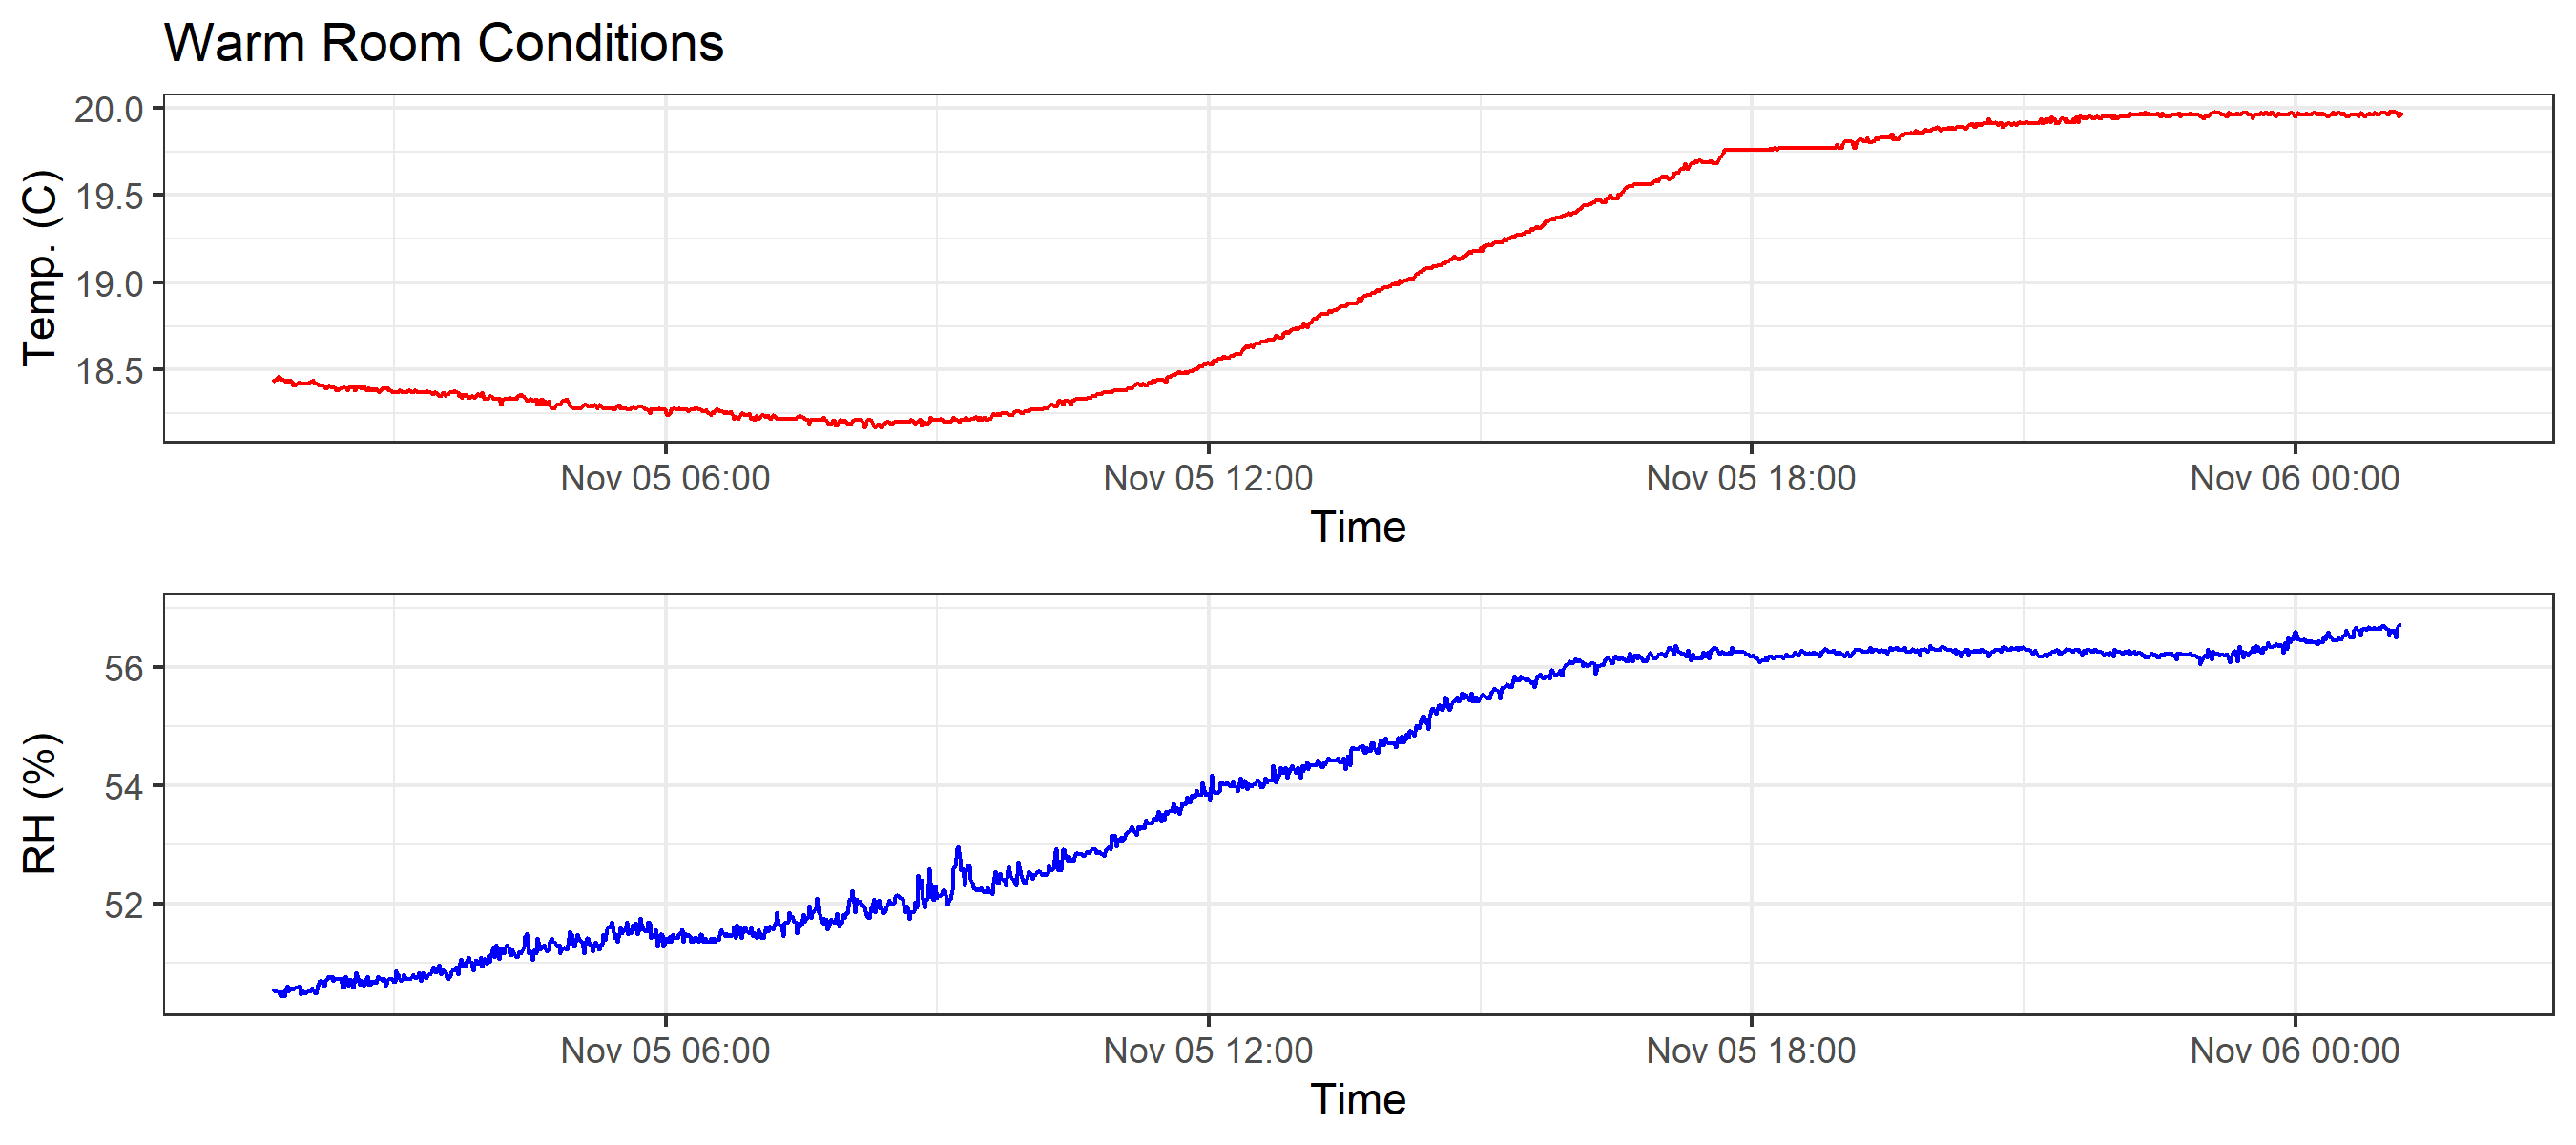 Warm Room Conditions
Temp. (C)
20.0
19.5
19.0
18.5
Nov 05 06:00 Nov 05 12:00 Nov 05 18:00 Nov 06 00:00
Time
RH (%)
56
54
52
Nov 05 06:00 Nov 05 12:00 Nov 05 18:00 Nov 06 00:00
Time